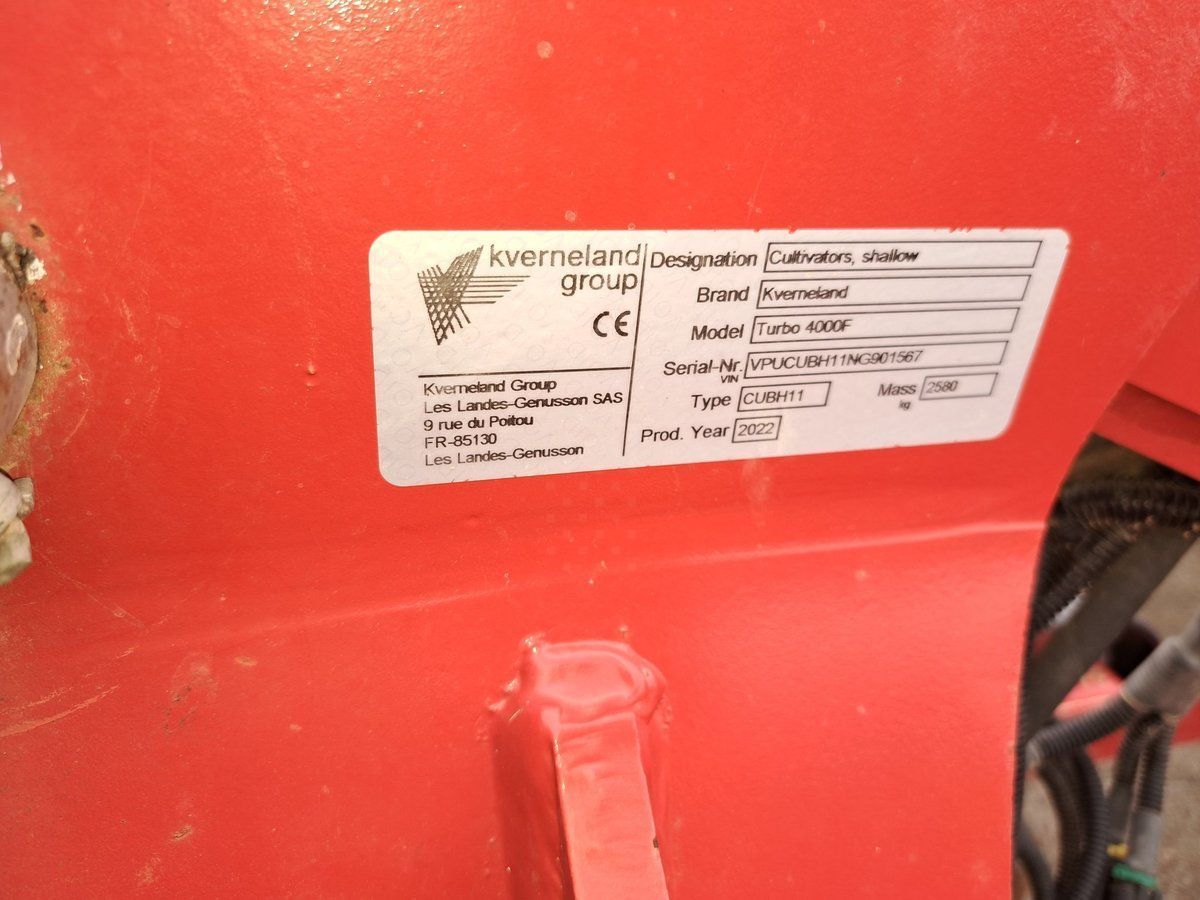 kverneland
group
CE
Kverneland Group
Les Landes-Genusson SAS
9 rue du Poitou
FR-85130
Les Landes-Genusson
Designation Cultivators, shallow
Brand Kverneland
Model Turbo 4000F
Serial-Nr. VPUCUBH11NG901567
VIN
Type CUBH11 Mass 2580
kg
Prod. Year 2022